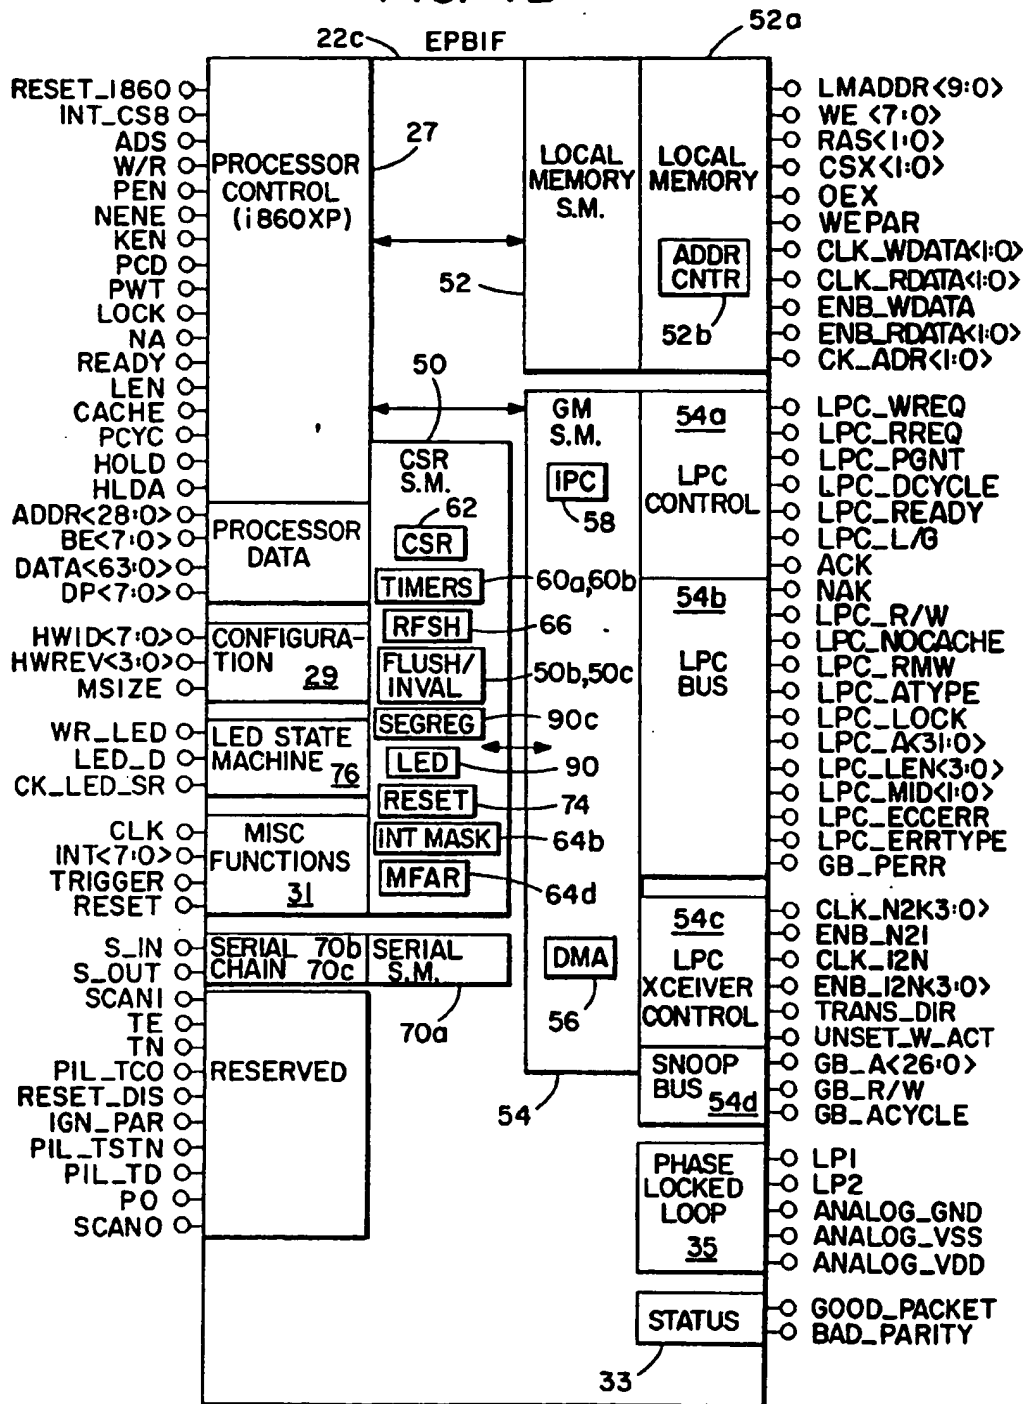 22c
EPBIF
52a
RESET_I860
INT_CS8
ADS
W/R
PEN
NENE
KEN
PCD
PWT
LOCK
NA
READY
LEN
CACHE
PCYC
HOLD
HLDA
ADDR<28:0>
BE<7:0>
DATA<63:0>
DP<7:0>
HWID<7:0>
HWREV<3:0>
MSIZE
WR_LED
LED_D
CK_LED_SR
CLK
INT<7:0>
TRIGGER
RESET
S_IN
S_OUT
SCANI
TE
TN
PIL_TCO
RESET_DIS
IGN_PAR
PIL_TSTN
PIL_TD
PO
SCANO
PROCESSOR
CONTROL
(i860XP)
27
PROCESSOR
DATA
CONFIGURA-
TION 29
LED STATE
MACHINE 76
MISC
FUNCTIONS
31
SERIAL 70b
CHAIN 70c
SERIAL
S.M.
70a
RESERVED
50
CSR
S.M.
62
CSR
TIMERS 60a,60b
RFSH 66
FLUSH/
INVAL 50b,50c
SEGREG 90c
LED 90
RESET 74
INT MASK 64b
MFAR 64d
LOCAL
MEMORY
S.M.
52
LOCAL
MEMORY
ADDR
CNTR
52b
GM
S.M.
IPC
58
DMA
56
54
54a
LPC
CONTROL
54b
LPC
BUS
54c
LPC
XCEIVER
CONTROL
SNOOP
BUS 54d
PHASE
LOCKED
LOOP
35
STATUS
33
LMADDR<9:0>
WE <7:0>
RAS<1:0>
CSX<1:0>
OEX
WEPAR
CLK_WDATA<1:0>
CLK_RDATA<1:0>
ENB_WDATA
ENB_RDATA<1:0>
CK_ADR<1:0>
LPC_WREQ
LPC_RREQ
LPC_PGNT
LPC_DCYCLE
LPC_READY
LPC_L/G
ACK
NAK
LPC_R/W
LPC_NOCACHE
LPC_RMW
LPC_ATYPE
LPC_LOCK
LPC_A<31:0>
LPC_LEN<3:0>
LPC_MID<1:0>
LPC_ECCERR
LPC_ERRTYPE
GB_PERR
CLK_N2K3:0>
ENB_N2I
CLK_I2N
ENB_I2N<3:0>
TRANS_DIR
UNSET_W_ACT
GB_A<26:0>
GB_R/W
GB_ACYCLE
LP1
LP2
ANALOG_GND
ANALOG_VSS
ANALOG_VDD
GOOD_PACKET
BAD_PARITY